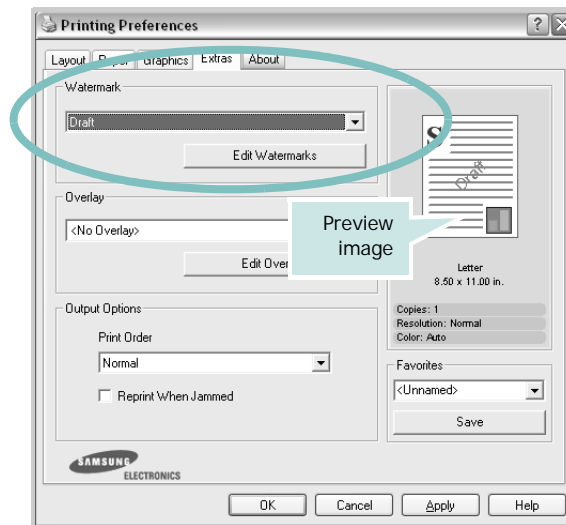 Printing Preferences
Layout Paper Graphics Extras About
Watermark
Draft
Edit Watermarks
Overlay
<No Overlay>
Edit Over
Output Options
Print Order
Normal
Reprint When Jammed
SAMSUNG
ELECTRONICS
S
Draft
Preview
image
Letter
8.50 x 11.00 in.
Copies: 1
Resolution: Normal
Color: Auto
Favorites
<Unnamed>
Save
OK Cancel Apply Help